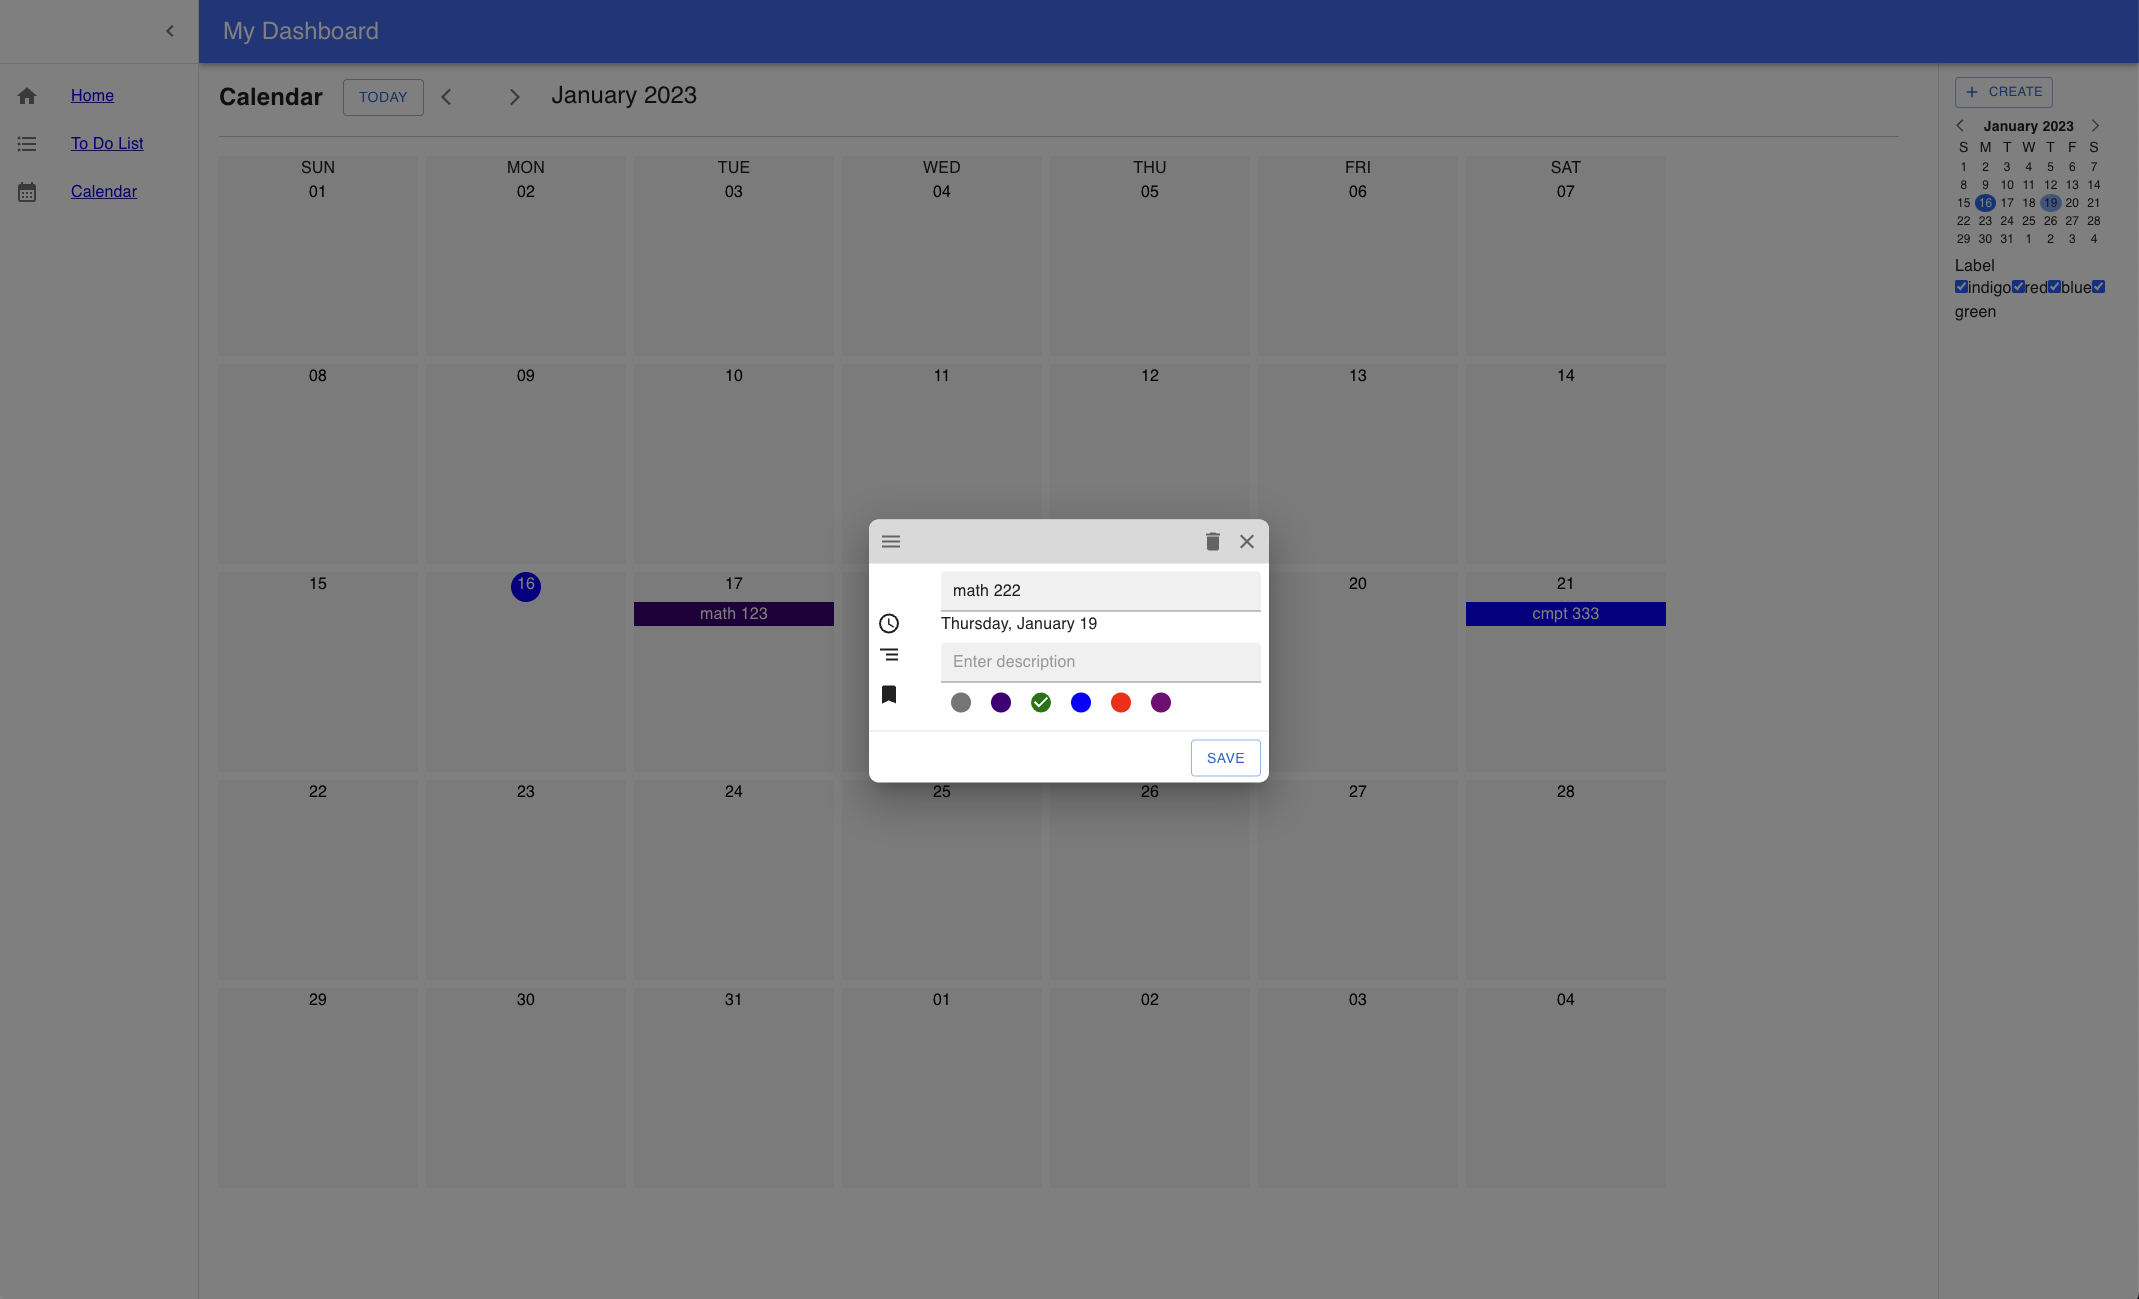 My Dashboard
Home
To Do List
Calendar
Calendar TODAY January 2023
SUN MON TUE WED THU FRI SAT
01 02 03 04 05 06 07
08 09 10 11 12 13 14
15 16 17 20 21
math 123 cmpt 333
22 23 24 25 26 27 28
29 30 31 01 02 03 04
math 222
Thursday, January 19
Enter description
SAVE
+ CREATE
January 2023
S M T W T F S
1 2 3 4 5 6 7
8 9 10 11 12 13 14
15 16 17 18 19 20 21
22 23 24 25 26 27 28
29 30 31 1 2 3 4
Label
indigo red blue
green